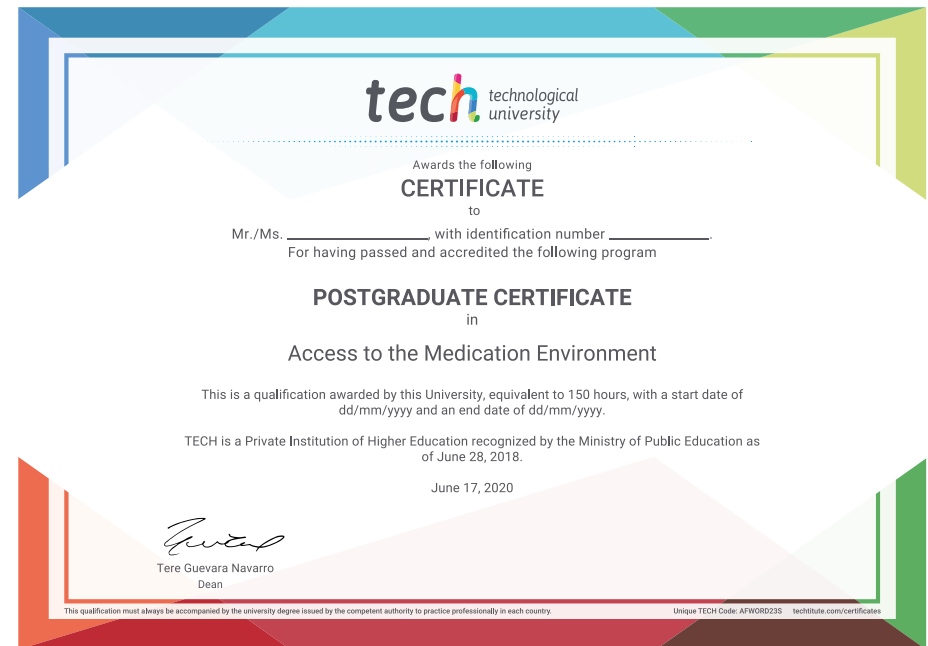 tech technological
university
Awards the following
CERTIFICATE
to
Mr./Ms. ____________, with identification number ____________.
For having passed and accredited the following program
POSTGRADUATE CERTIFICATE
in
Access to the Medication Environment
This is a qualification awarded by this University, equivalent to 150 hours, with a start date of
dd/mm/yyyy and an end date of dd/mm/yyyy.
TECH is a Private Institution of Higher Education recognized by the Ministry of Public Education as
of June 28, 2018.
June 17, 2020
Tere Guevara Navarro
Dean
This qualification must always be accompanied by the university degree issued by the competent authority to practice professionally in each country.
Unique TECH Code: AFWORD23S techtitute.com/certificates